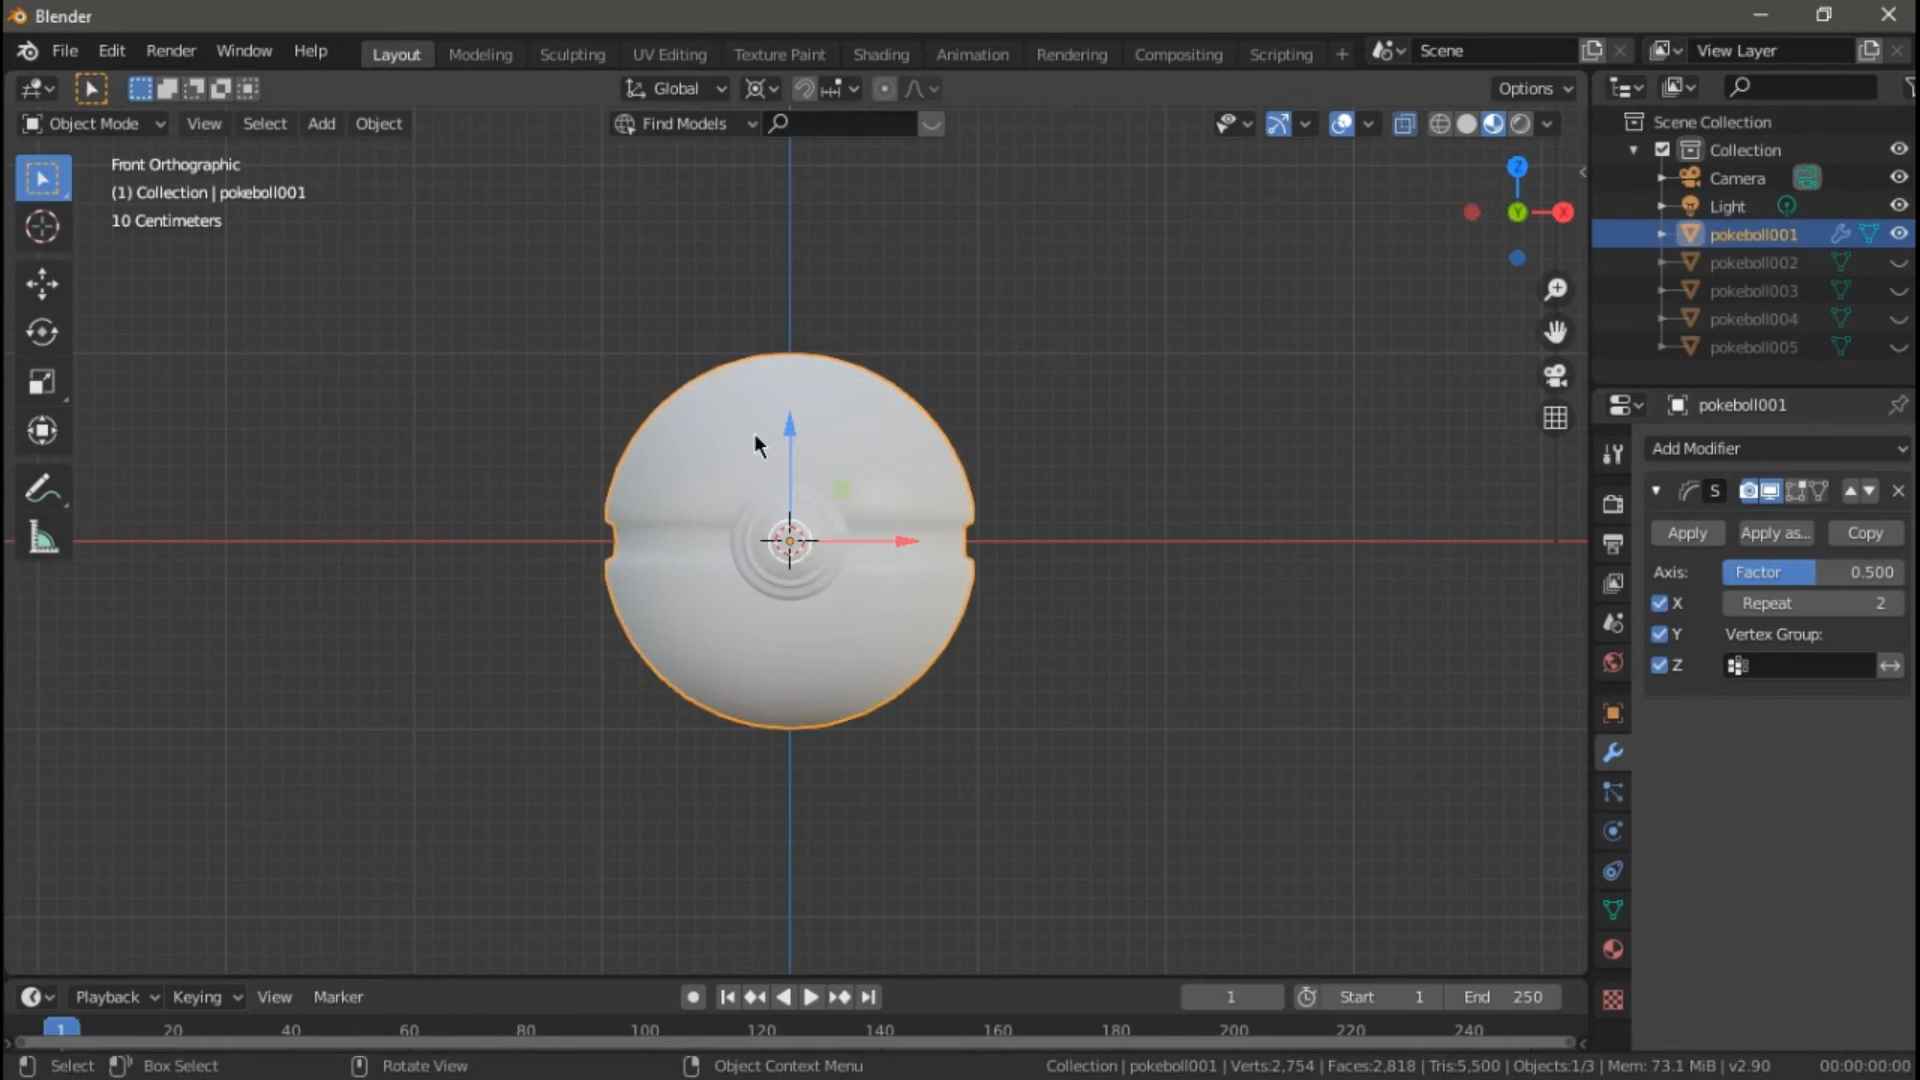 Blender
File Edit Render Window Help Layout Modeling Sculpting UV Editing Texture Paint Shading Animation Rendering Compositing Scripting + Scene View Layer
Global Options
Object Mode View Select Add Object Find Models
Front Orthographic
(1) Collection | pokeboll001
10 Centimeters
Z
Y
X
Scene Collection
Collection
Camera
Light
pokeboll001
pokeboll002
pokeboll003
pokeboll004
pokeboll005
pokeboll001
Add Modifier
S
Apply Apply as... Copy
Axis: Factor 0.500
X Repeat 2
Y Vertex Group:
Z
Playback Keying View Marker 1 Start 1 End 250
1 20 40 60 80 100 120 140 160 180 200 220 240
Select Box Select Rotate View Object Context Menu Collection | pokeboll001 | Verts:2,754 | Faces:2,818 | Tris:5,500 | Objects:1/3 | Mem: 73.1 MiB | v2.90 00:00:00:00